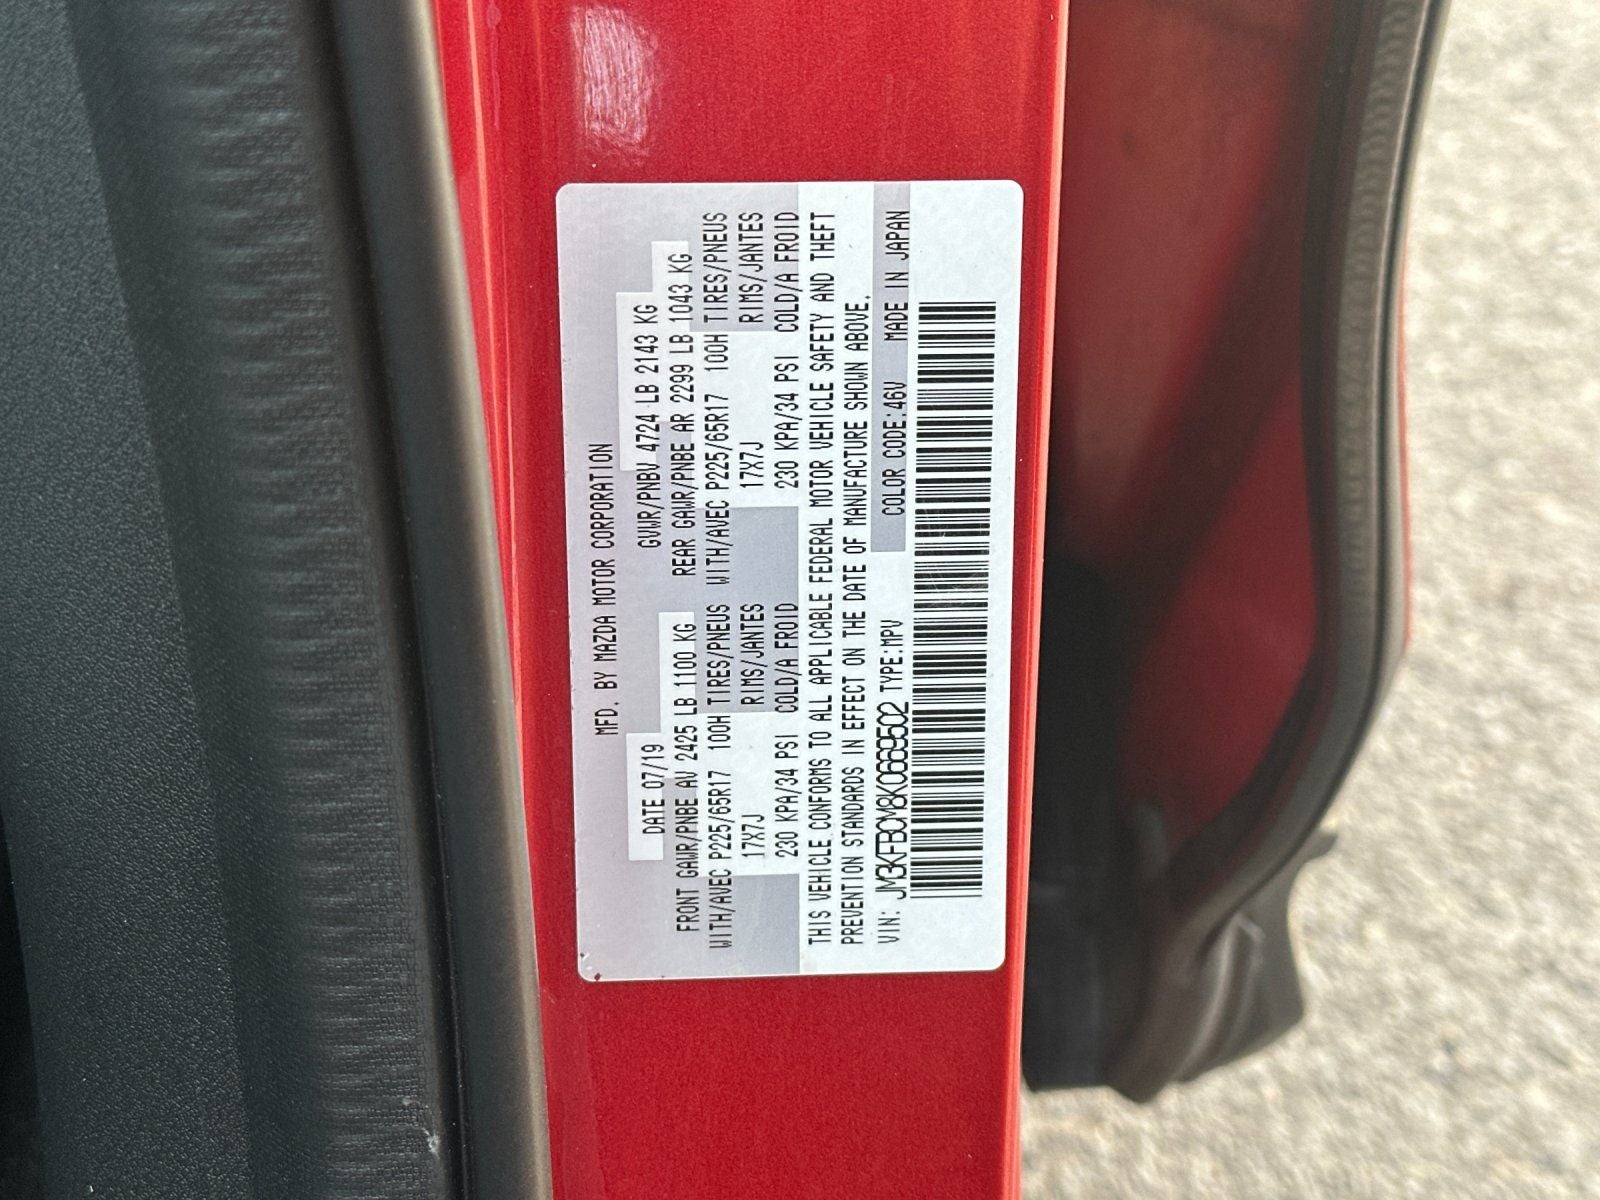 MFD. BY MAZDA MOTOR CORPORATION
DATE 07/19 GVWR/PNBV 4724 LB 2143 KG
FRONT GAWR/PNBE AV 2425 LB 1100 KG REAR GAWR/PNBE AR 2299 LB 1043 KG
WITH/AVEC P225/65R17 100H TIRES/PNEUS WITH/AVEC P225/65R17 100H TIRES/PNEUS
17X7J RIMS/JANTES 17X7J RIMS/JANTES
230 KPA/34 PSI COLD/A FROID 230 KPA/34 PSI COLD/A FROID
THIS VEHICLE CONFORMS TO ALL APPLICABLE FEDERAL MOTOR VEHICLE SAFETY AND THEFT
PREVENTION STANDARDS IN EFFECT ON THE DATE OF MANUFACTURE SHOWN ABOVE.
VIN: JM3KFBCM8K0669502 TYPE:MPV COLOR CODE:46V MADE IN JAPAN